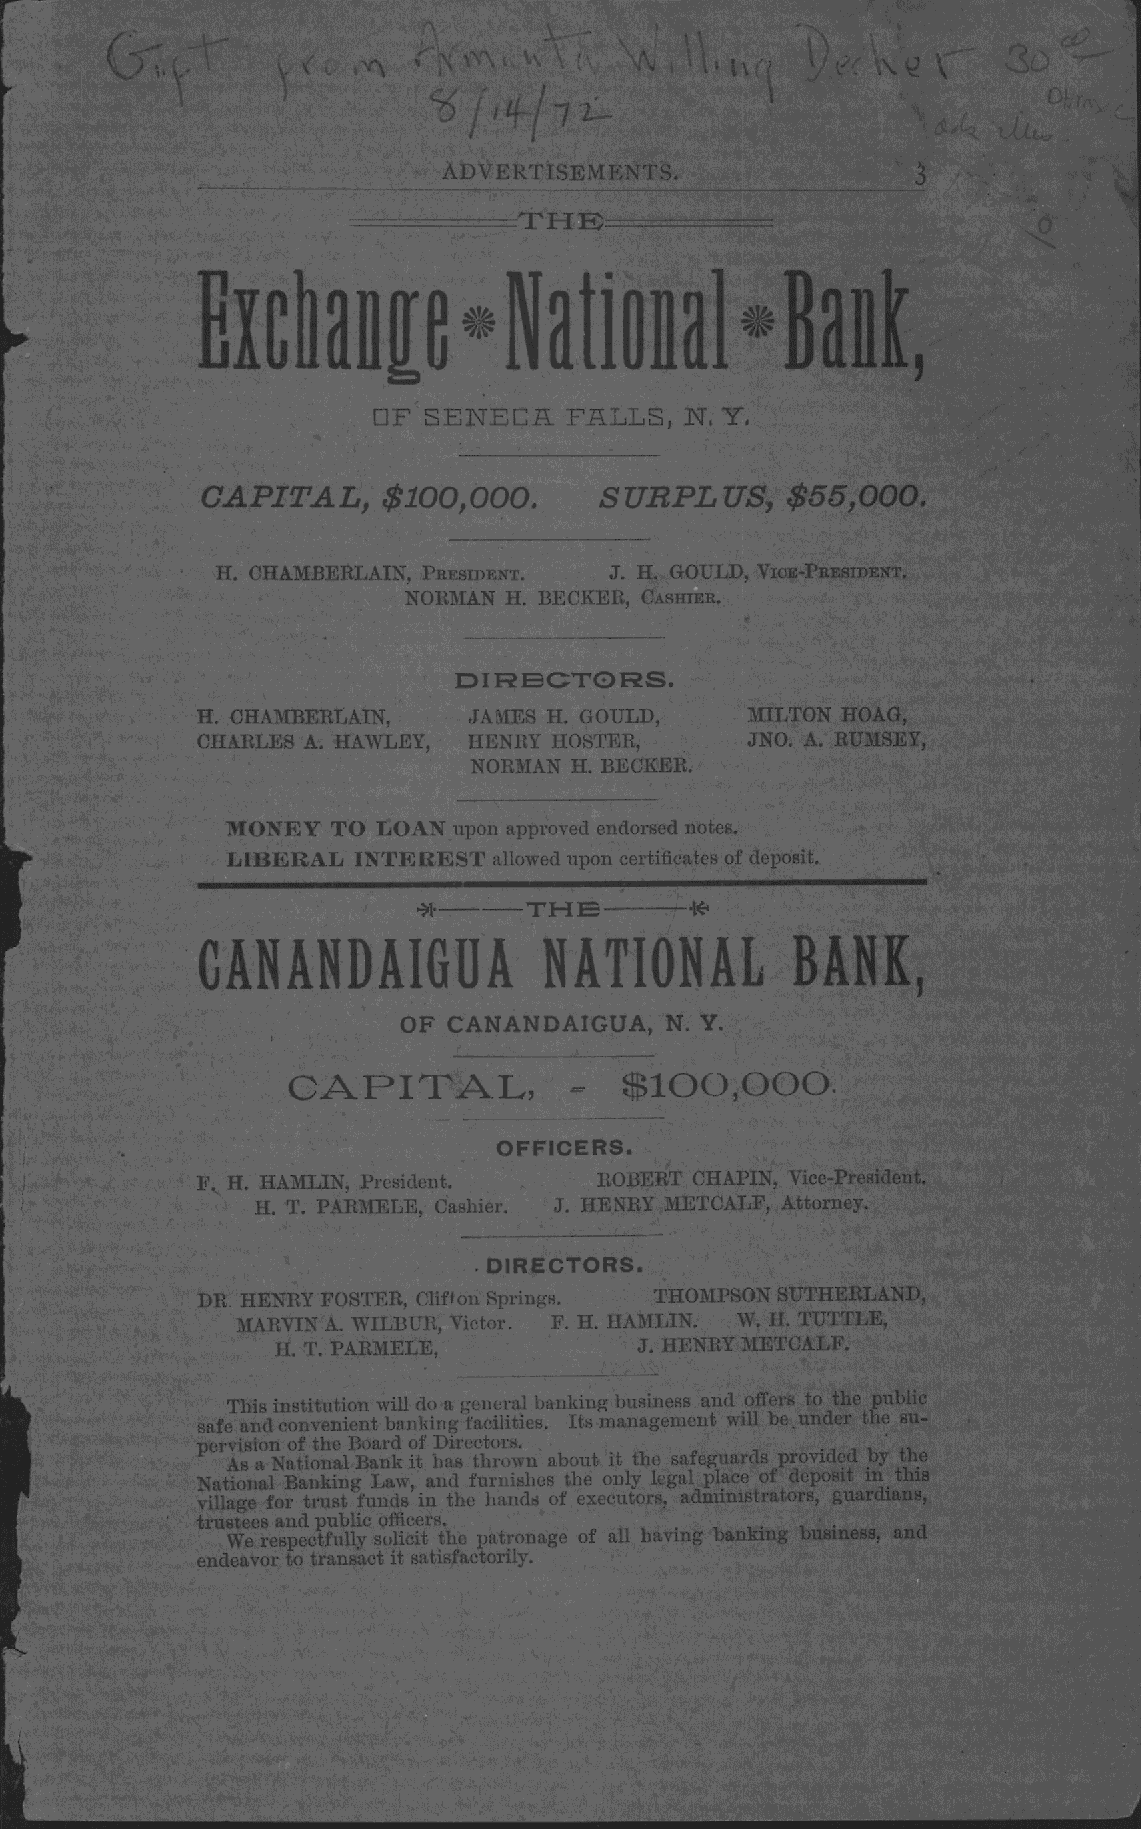 Gift from Armenta Willing Decker 30 00
8/14/72
ADVERTISEMENTS. 3
THE
Exchange National Bank,
OF SENECA FALLS, N. Y.
CAPITAL, $100,000. SURPLUS, $55,000.
H. CHAMBERLAIN, PRESIDENT. J. H. GOULD, VICE-PRESIDENT.
NORMAN H. BECKER, CASHIER.
DIRECTORS.
H. CHAMBERLAIN, JAMES H. GOULD, MILTON HOAG,
CHARLES A. HAWLEY, HENRY HOSTER, JNO. A. RUMSEY,
NORMAN H. BECKER.
MONEY TO LOAN upon approved endorsed notes.
LIBERAL INTEREST allowed upon certificates of deposit.
THE
CANANDAIGUA NATIONAL BANK,
OF CANANDAIGUA, N. Y.
CAPITAL, - $100,000.
OFFICERS.
F. H. HAMLIN, President. ROBERT CHAPIN, Vice-President.
H. T. PARMELE, Cashier. J. HENRY METCALF, Attorney.
DIRECTORS.
DR. HENRY FOSTER, Clifton Springs. THOMPSON SUTHERLAND,
MARVIN A. WILBUR, Victor. F. H. HAMLIN. W. H. TUTTLE,
H. T. PARMELE, J. HENRY METCALF.
This institution will do a general banking business and offers to the public
safe and convenient banking facilities. Its management will be under the su-
pervision of the Board of Directors.
As a National Bank it has thrown about it the safeguards provided by the
National Banking Law, and furnishes the only legal place of deposit in this
village for trust funds in the hands of executors, administrators, guardians,
trustees and public officers.
We respectfully solicit the patronage of all having banking business, and
endeavor to transact it satisfactorily.